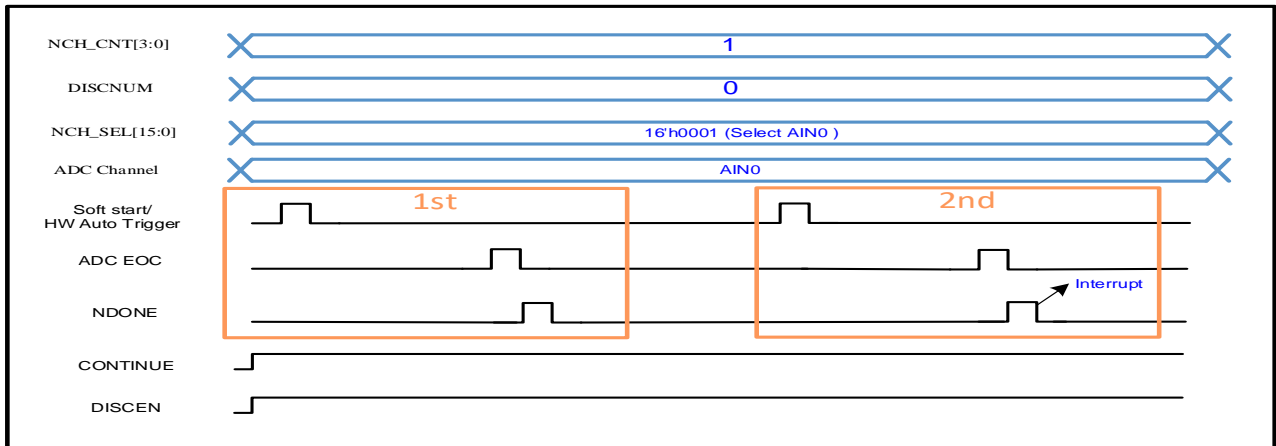 NCH_CNT[3:0]
1
DISCNUM
0
NCH_SEL[15:0]
16'h0001 (Select AIN0 )
ADC Channel
AIN0
1st
2nd
Soft start/
HW Auto Trigger
ADC EOC
Interrupt
NDONE
CONTINUE
DISCEN